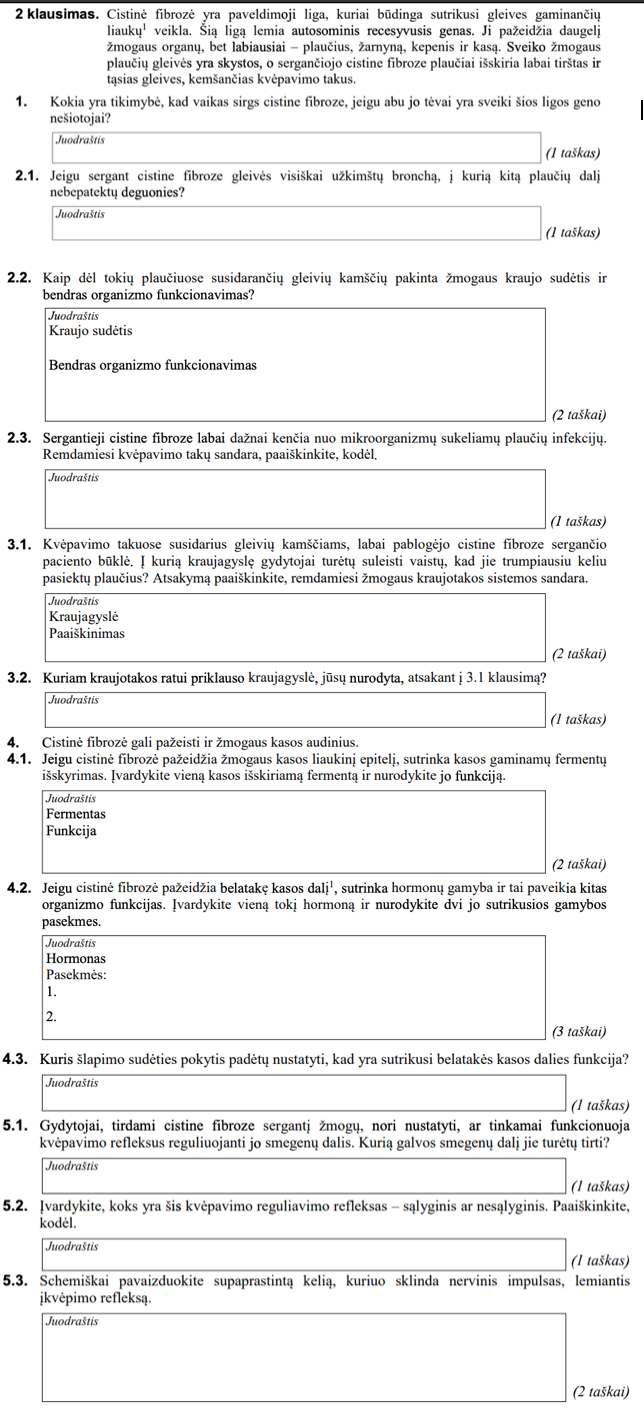 2 klausimas. Cistinė fibrozė yra paveldimoji liga, kuriai būdinga sutrikusi gleives gaminančių
liaukų¹ veikla. Šią ligą lemia autosominis recesyvusis genas. Ji pažeidžia daugelį
žmogaus organų, bet labiausiai – plaučius, žarnyną, kepenis ir kasą. Sveiko žmogaus
plaučių gleivės yra skystos, o sergančiojo cistine fibroze plaučiai išskiria labai tirštas ir
tąsias gleives, kemšančias kvėpavimo takus.
1. Kokia yra tikimybė, kad vaikas sirgs cistine fibroze, jeigu abu jo tėvai yra sveiki šios ligos geno
nešiotojai?
Juodraštis
(1 taškas)
2.1. Jeigu sergant cistine fibroze gleivės visiškai užkimštų bronchą, į kurią kitą plaučių dalį
nebepatektų deguonies?
Juodraštis
(1 taškas)
2.2. Kaip dėl tokių plaučiuose susidarančių gleivių kamščių pakinta žmogaus kraujo sudėtis ir
bendras organizmo funkcionavimas?
Juodraštis
Kraujo sudėtis
Bendras organizmo funkcionavimas
(2 taškai)
2.3. Sergantieji cistine fibroze labai dažnai kenčia nuo mikroorganizmų sukeliamų plaučių infekcijų.
Remdamiesi kvėpavimo takų sandara, paaiškinkite, kodėl.
Juodraštis
(1 taškas)
3.1. Kvėpavimo takuose susidarius gleivių kamščiams, labai pablogėjo cistine fibroze sergančio
paciento būklė. Į kurią kraujagyslę gydytojai turėtų suleisti vaistų, kad jie trumpiausiu keliu
pasiektų plaučius? Atsakymą paaiškinkite, remdamiesi žmogaus kraujotakos sistemos sandara.
Juodraštis
Kraujagyslė
Paaiškinimas
(2 taškai)
3.2. Kuriam kraujotakos ratui priklauso kraujagyslė, jūsų nurodyta, atsakant į 3.1 klausimą?
Juodraštis
(1 taškas)
4. Cistinė fibrozė gali pažeisti ir žmogaus kasos audinius.
4.1. Jeigu cistinė fibrozė pažeidžia žmogaus kasos liaukinį epitelį, sutrinka kasos gaminamų fermentų
išskyrimas. Įvardykite vieną kasos išskiriamą fermentą ir nurodykite jo funkciją.
Juodraštis
Fermentas
Funkcija
(2 taškai)
4.2. Jeigu cistinė fibrozė pažeidžia belatakę kasos dalį¹, sutrinka hormonų gamyba ir tai paveikia kitas
organizmo funkcijas. Įvardykite vieną tokį hormoną ir nurodykite dvi jo sutrikusios gamybos
pasekmes.
Juodraštis
Hormonas
Pasekmės:
1.
2.
(3 taškai)
4.3. Kuris šlapimo sudėties pokytis padėtų nustatyti, kad yra sutrikusi belatakės kasos dalies funkcija?
Juodraštis
(1 taškas)
5.1. Gydytojai, tirdami cistine fibroze sergantį žmogų, nori nustatyti, ar tinkamai funkcionuoja
kvėpavimo refleksus reguliuojanti jo smegenų dalis. Kurią galvos smegenų dalį jie turėtų tirti?
Juodraštis
(1 taškas)
5.2. Įvardykite, koks yra šis kvėpavimo reguliavimo refleksas – sąlyginis ar nesąlyginis. Paaiškinkite,
kodėl.
Juodraštis
(1 taškas)
5.3. Schemiškai pavaizduokite supaprastintą kelią, kuriuo sklinda nervinis impulsas, lemiantis
įkvėpimo refleksą.
Juodraštis
(2 taškai)